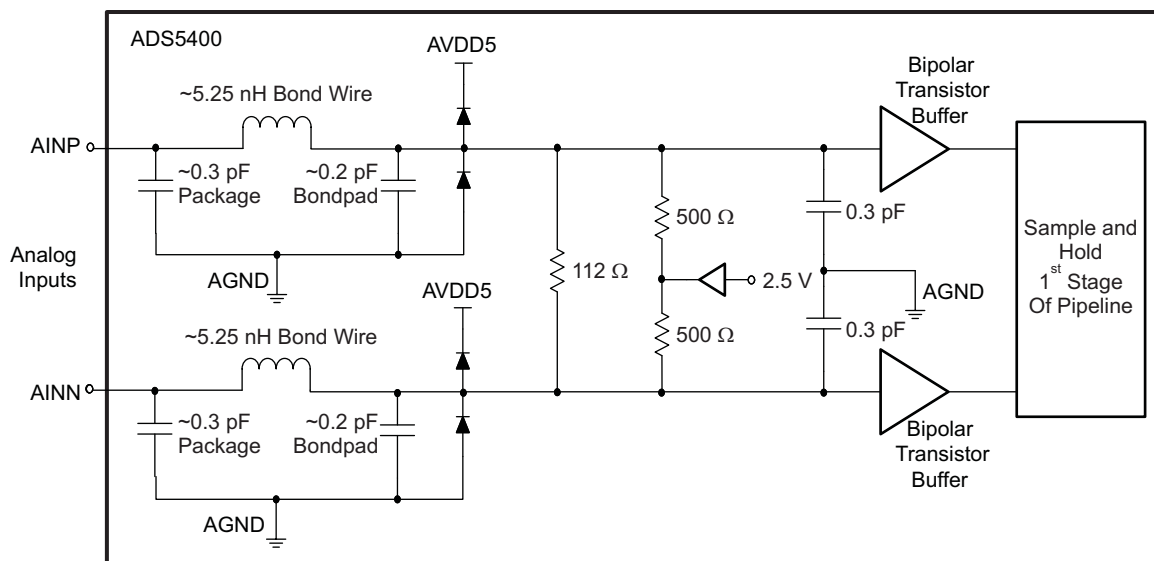 ADS5400
AVDD5
~5.25 nH Bond Wire
Bipolar
Transistor
Buffer
AINP
~0.3 pF
Package
~0.2 pF
Bondpad
500 Ω
0.3 pF
Analog
Inputs
AGND
112 Ω
2.5 V
AGND
Sample and
Hold
1st Stage
Of Pipeline
AVDD5
~5.25 nH Bond Wire
500 Ω
0.3 pF
AINN
~0.3 pF
Package
~0.2 pF
Bondpad
Bipolar
Transistor
Buffer
AGND